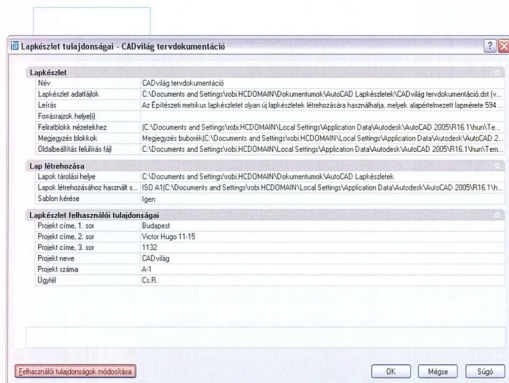 Lapkészlet tulajdonságai - CADvilág tervdokumentáció
Lapkészlet
Név CADvilág tervdokumentáció
Lapkészlet adatfájlok C:\Documents and Settings\robi.HCDOMAIN\Dokumentumok\AutoCAD Lapkészletek\CADvilág tervdokumentáció.dst (v...
Leírás Az Építészeti metrikus lapkészletet olyan új lapkészletek létrehozására használhatja, melyek alapértelmezett lapmérete 594 ...
Forrásrajzok helye(i)
Feliratblokk nézetekhez (C:\Documents and Settings\robi.HCDOMAIN\Local Settings\Application Data\Autodesk\AutoCAD 2005\R16.1\hun\Tem...
Megjegyzés blokkok Megjegyzés buborék(C:\Documents and Settings\robi.HCDOMAIN\Local Settings\Application Data\Autodesk\AutoCAD 2...
Oldalbeállítás felülírás fájl C:\Documents and Settings\robi.HCDOMAIN\Local Settings\Application Data\Autodesk\AutoCAD 2005\R16.1\hun\Tem...
Lap létrehozása
Lapok tárolási helye C:\Documents and Settings\robi.HCDOMAIN\Dokumentumok\AutoCAD Lapkészletek
Lapok létrehozásához használt s... ISO A1(C:\Documents and Settings\robi.HCDOMAIN\Local Settings\Application Data\Autodesk\AutoCAD 2005\R16.1\h...
Sablon kérése Igen
Lapkészlet felhasználói tulajdonságai
Projekt címe, 1. sor Budapest
Projekt címe, 2. sor Victor Hugo 11-15
Projekt címe, 3. sor 1132
Projekt neve CADvilág
Projekt száma A-1
Ügyfél Cs.R.
Felhasználói tulajdonságok módosítása OK Mégse Súgó